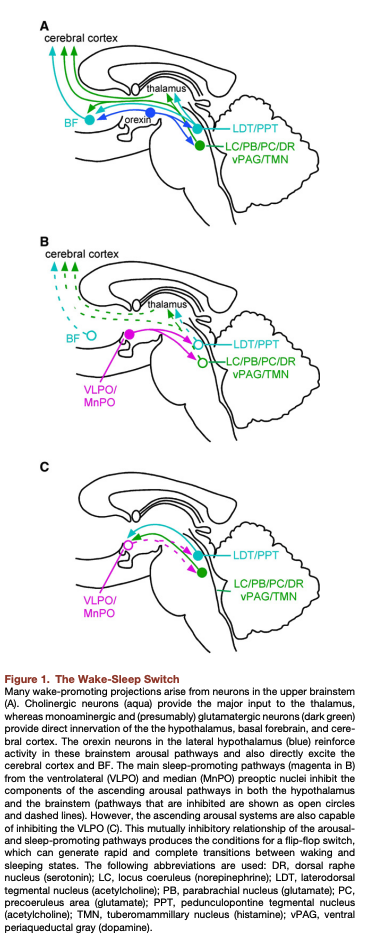 A
cerebral cortex
thalamus
BF
orexin
LDT/PPT
LC/PB/PC/DR
vPAG/TMN
B
cerebral cortex
thalamus
BF
LDT/PPT
LC/PB/PC/DR
vPAG/TMN
VLPO/
MnPO
C
LDT/PPT
LC/PB/PC/DR
vPAG/TMN
VLPO/
MnPO
Figure 1. The Wake-Sleep Switch
Many wake-promoting projections arise from neurons in the upper brainstem
(A). Cholinergic neurons (aqua) provide the major input to the thalamus,
whereas monoaminergic and (presumably) glutamatergic neurons (dark green)
provide direct innervation of the the hypothalamus, basal forebrain, and cere-
bral cortex. The orexin neurons in the lateral hypothalamus (blue) reinforce
activity in these brainstem arousal pathways and also directly excite the
cerebral cortex and BF. The main sleep-promoting pathways (magenta in B)
from the ventrolateral (VLPO) and median (MnPO) preoptic nuclei inhibit the
components of the ascending arousal pathways in both the hypothalamus
and the brainstem (pathways that are inhibited are shown as open circles
and dashed lines). However, the ascending arousal systems are also capable
of inhibiting the VLPO (C). This mutually inhibitory relationship of the arousal-
and sleep-promoting pathways produces the conditions for a flip-flop switch,
which can generate rapid and complete transitions between waking and
sleeping states. The following abbreviations are used: DR, dorsal raphe
nucleus (serotonin); LC, locus coeruleus (norepinephrine); LDT, laterodorsal
tegmental nucleus (acetylcholine); PB, parabrachial nucleus (glutamate); PC,
precoeruleus area (glutamate); PPT, pedunculopontine tegmental nucleus
(acetylcholine); TMN, tuberomammillary nucleus (histamine); vPAG, ventral
periaqueductal gray (dopamine).